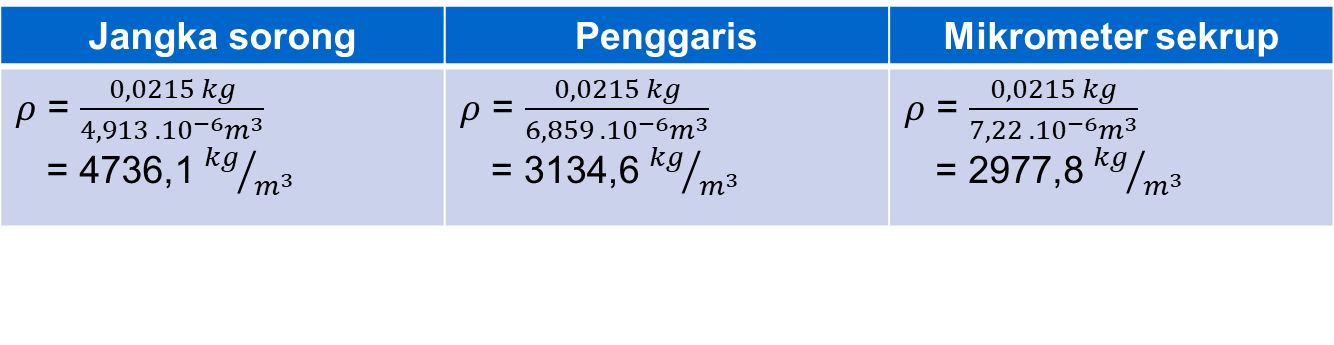 Jangka sorong
Penggaris
Mikrometer sekrup
ρ = 0,0215 kg / 4,913 .10⁻⁶m³
= 4736,1 kg/m³
ρ = 0,0215 kg / 6,859 .10⁻⁶m³
= 3134,6 kg/m³
ρ = 0,0215 kg / 7,22 .10⁻⁶m³
= 2977,8 kg/m³